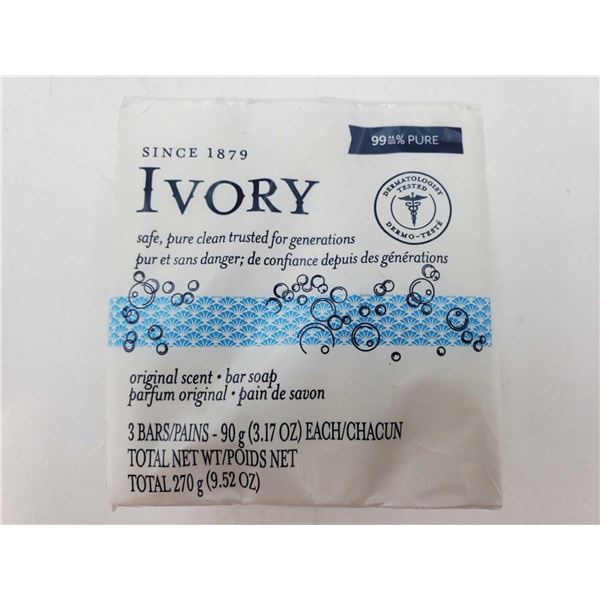 99 44/100% PURE
SINCE 1879
IVORY
DERMATOLOGIST
TESTED
DERMO-TESTÉ
safe, pure clean trusted for generations
pur et sans danger; de confiance depuis des générations
original scent • bar soap
parfum original • pain de savon
3 BARS/PAINS - 90 g (3.17 OZ) EACH/CHACUN
TOTAL NET WT/POIDS NET
TOTAL 270 g (9.52 OZ)